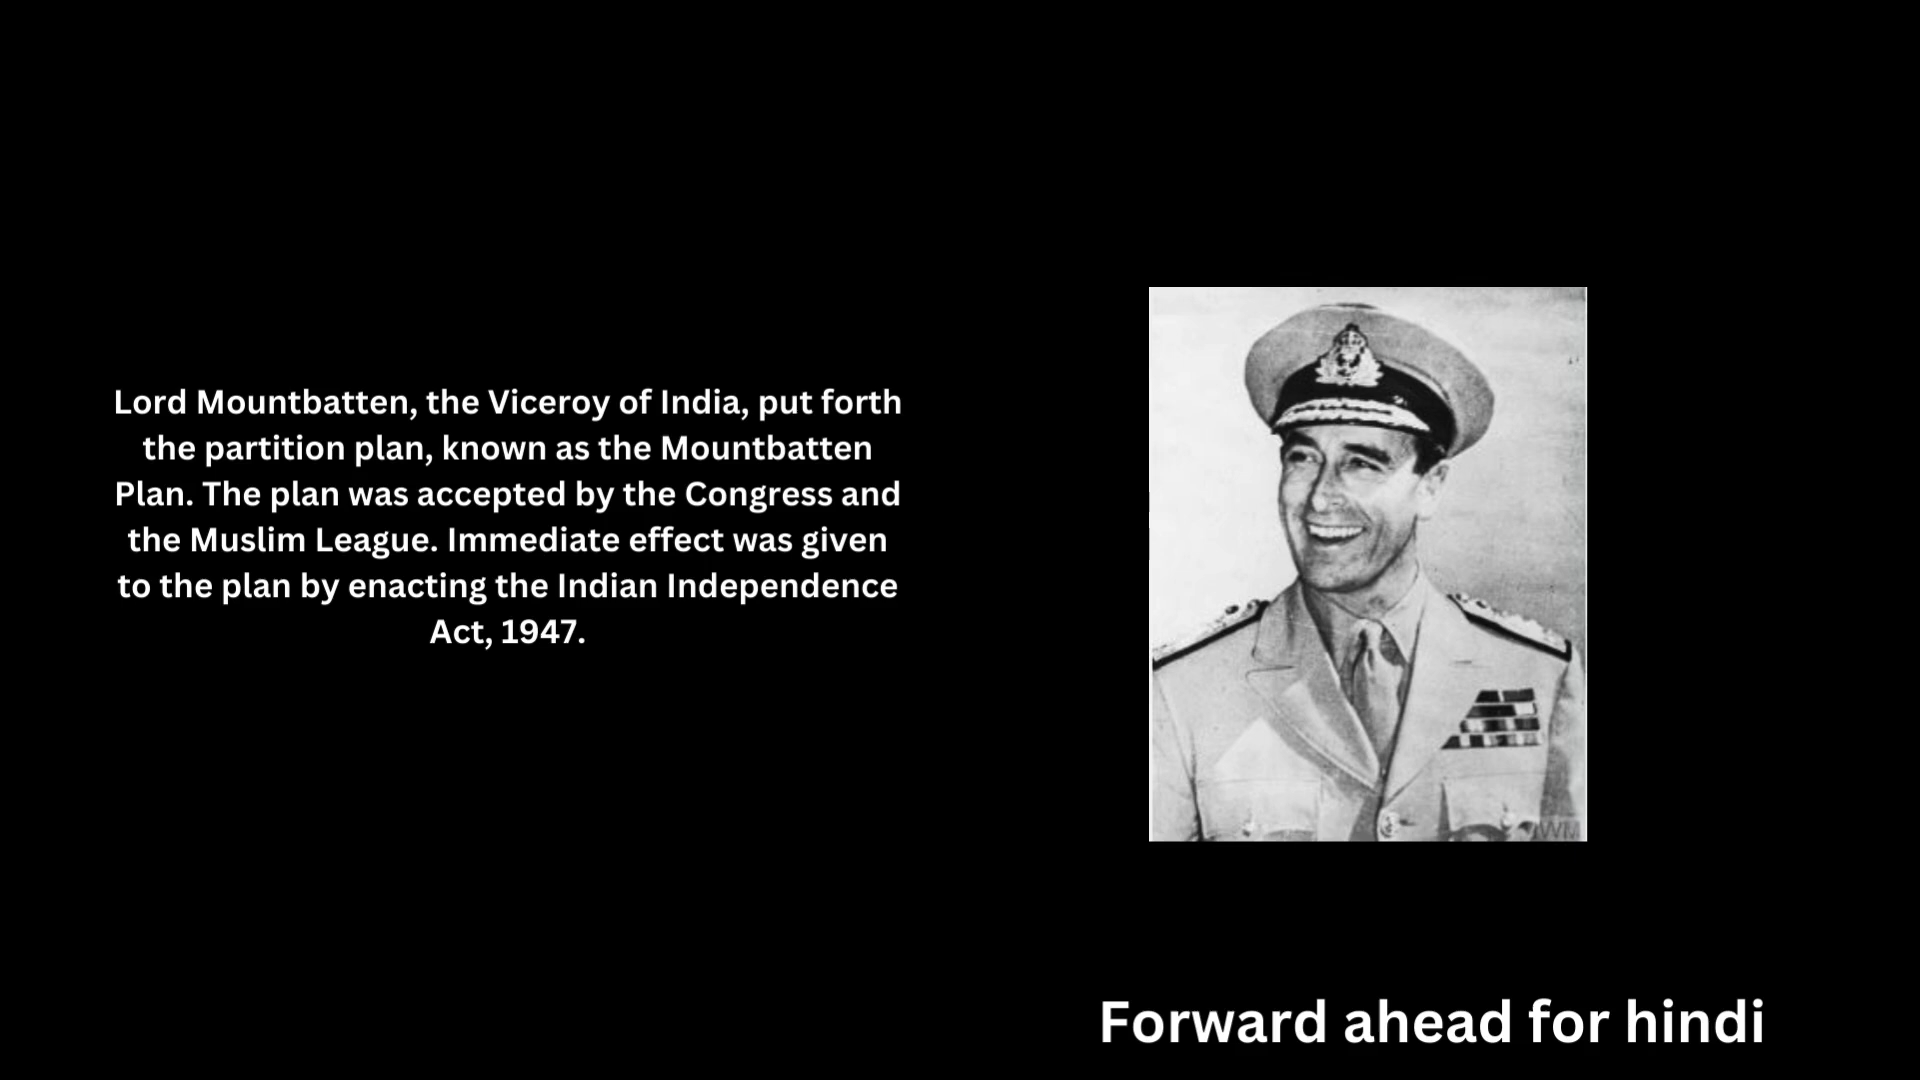 Lord Mountbatten, the Viceroy of India, put forth
the partition plan, known as the Mountbatten
Plan. The plan was accepted by the Congress and
the Muslim League. Immediate effect was given
to the plan by enacting the Indian Independence
Act, 1947.
IWM
Forward ahead for hindi